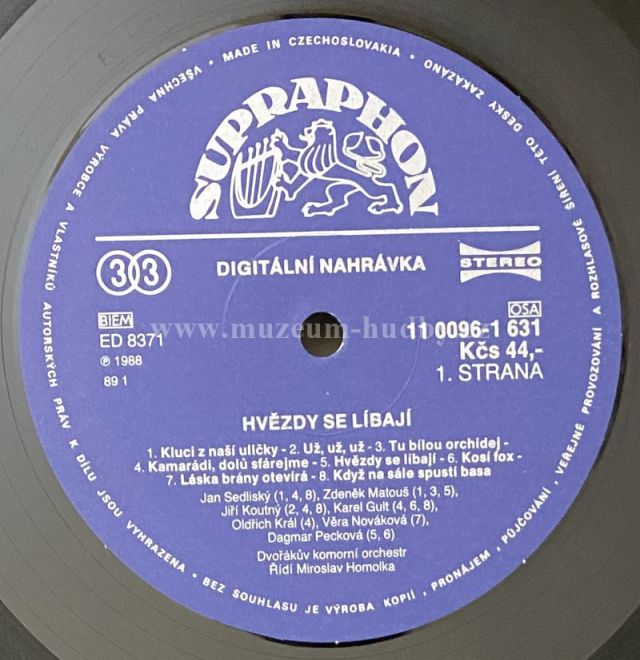 VŠECHNA PRÁVA VÝROBCE A VLASTNÍKŮ AUTORSKÝCH PRÁV K DÍLU JSOU VYHRAZENA • BEZ SOUHLASU JE VÝROBA KOPIÍ, PRONÁJEM, PŮJČOVÁNÍ, VEŘEJNÉ PROVOZOVÁNÍ A ROZHLASOVÉ ŠÍŘENÍ TÉTO DESKY ZAKÁZÁNO • MADE IN CZECHOSLOVAKIA •
SUPRAPHON
33 DIGITÁLNÍ NAHRÁVKA STEREO
BIEM OSA
www.muzeum-hudby
ED 8371 11 0096-1 631
℗ 1988 Kčs 44,-
89 1 1. STRANA
HVĚZDY SE LÍBAJÍ
1. Kluci z naší uličky - 2. Už, už, už - 3. Tu bílou orchidej -
4. Kamarádi, dolů sfárejme - 5. Hvězdy se líbají - 6. Kosí fox -
7. Láska brány otevírá - 8. Když na sále spustí basa
Jan Sedliský (1, 4, 8), Zdeněk Matouš (1, 3, 5),
Jiří Koutný (2, 4, 8), Karel Gult (4, 6, 8),
Oldřich Král (4), Věra Nováková (7),
Dagmar Pecková (5, 6)
Dvořákův komorní orchestr
Řídí Miroslav Homolka